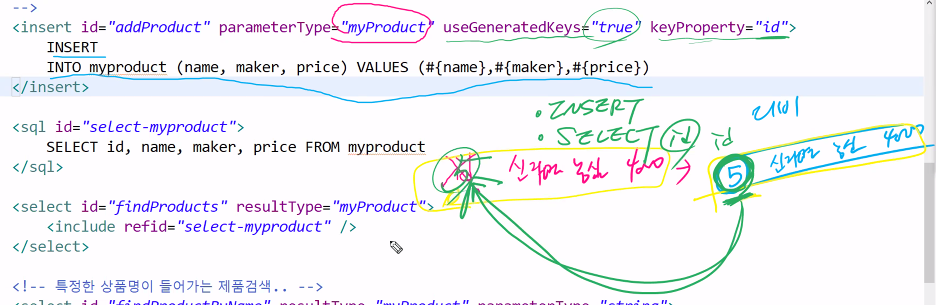 -->
<insert id="addProduct" parameterType="myProduct" useGeneratedKeys="true" keyProperty="id">
INSERT
INTO myproduct (name, maker, price) VALUES (#{name},#{maker},#{price})
</insert>
· INSERT
· SELECT id
id
<sql id="select-myproduct">
SELECT id, name, maker, price FROM myproduct
</sql>
신라면 농심 400
5 신라면 농심 400
<select id="findProducts" resultType="myProduct">
<include refid="select-myproduct" />
</select>
<!-- 특정한 상품명이 들어가는 제품검색.. -->
<select id="findProductByName" resultType="myProduct" parameterType="string">